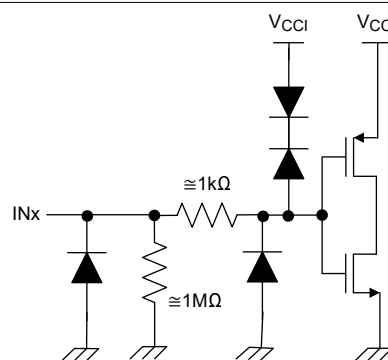 VCCI
VCC
≅1kΩ
INx
≅1MΩ